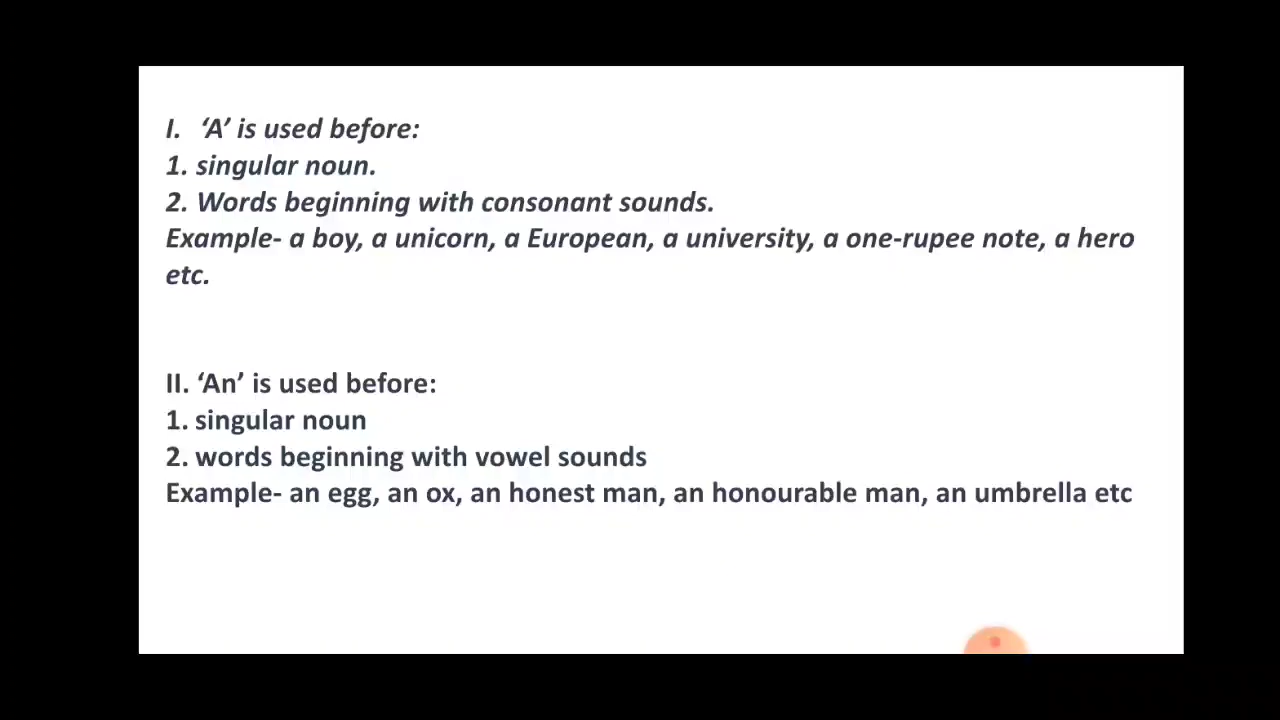 I. ‘A’ is used before:
1. singular noun.
2. Words beginning with consonant sounds.
Example- a boy, a unicorn, a European, a university, a one-rupee note, a hero
etc.
II. ‘An’ is used before:
1. singular noun
2. words beginning with vowel sounds
Example- an egg, an ox, an honest man, an honourable man, an umbrella etc